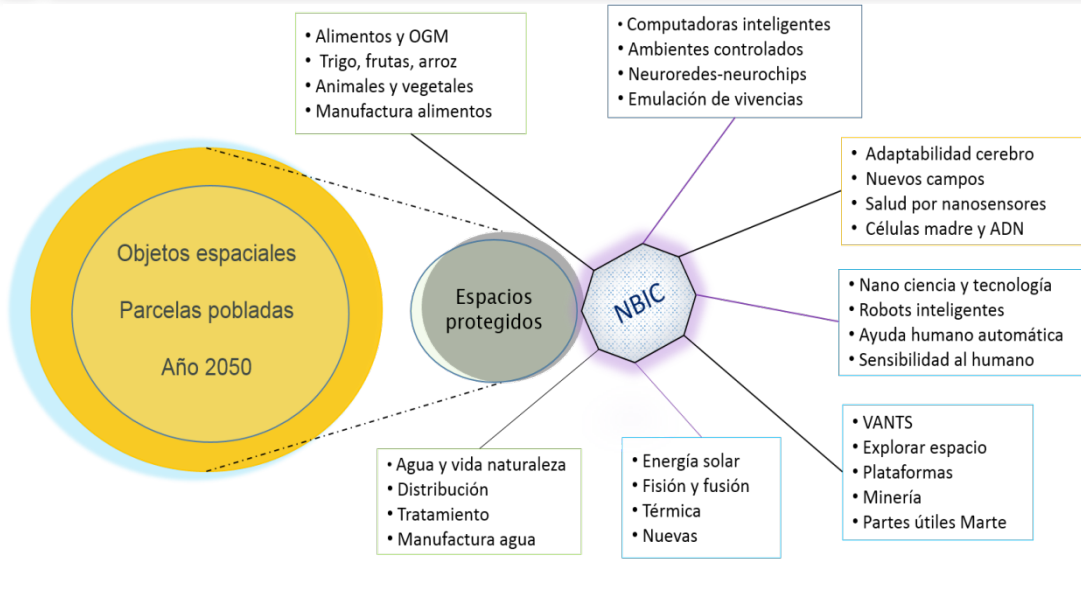 • Alimentos y OGM
• Trigo, frutas, arroz
• Animales y vegetales
• Manufactura alimentos
• Computadoras inteligentes
• Ambientes controlados
• Neuroredes-neurochips
• Emulación de vivencias
• Adaptabilidad cerebro
• Nuevos campos
• Salud por nanosensores
• Células madre y ADN
Objetos espaciales
Parcelas pobladas
Año 2050
Espacios
protegidos
NBIC
• Nano ciencia y tecnología
• Robots inteligentes
• Ayuda humano automática
• Sensibilidad al humano
• VANTS
• Explorar espacio
• Plataformas
• Minería
• Partes útiles Marte
• Agua y vida naturaleza
• Distribución
• Tratamiento
• Manufactura agua
• Energía solar
• Fisión y fusión
• Térmica
• Nuevas